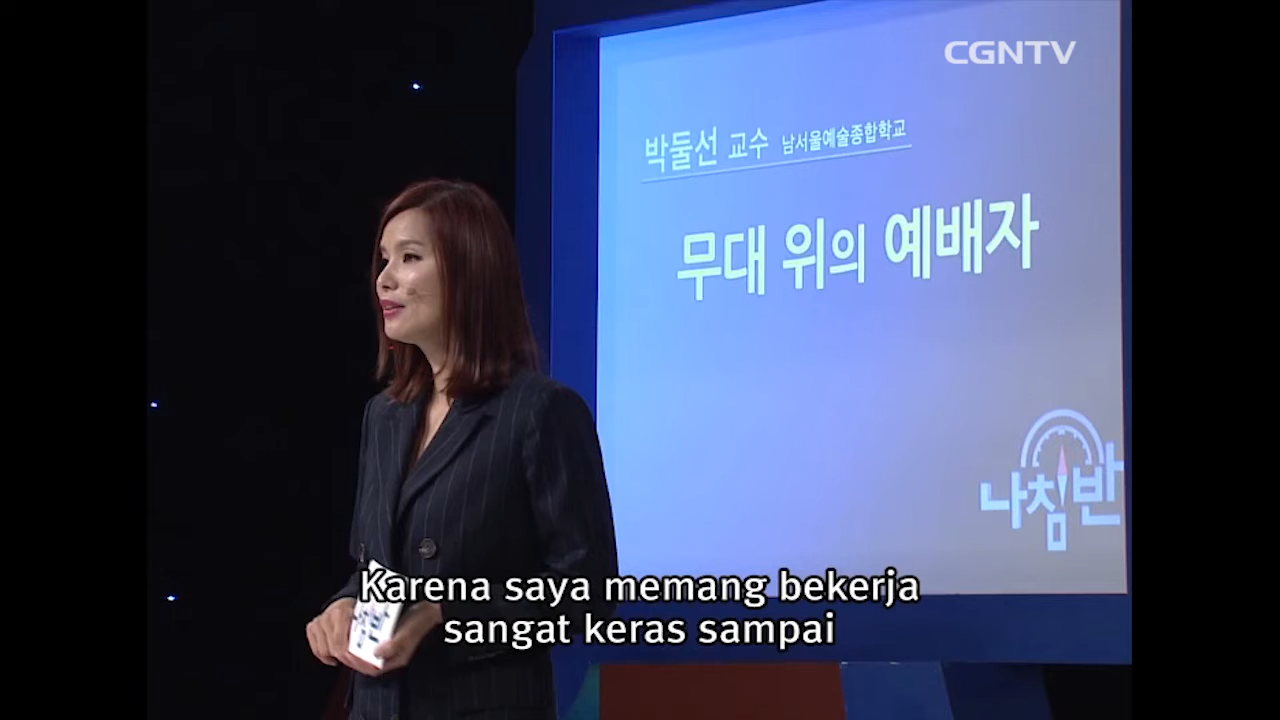 CGNTV
박둘선 교수 남서울예술종합학교
무대 위의 예배자
나침반
Karena saya memang bekerja
sangat keras sampai